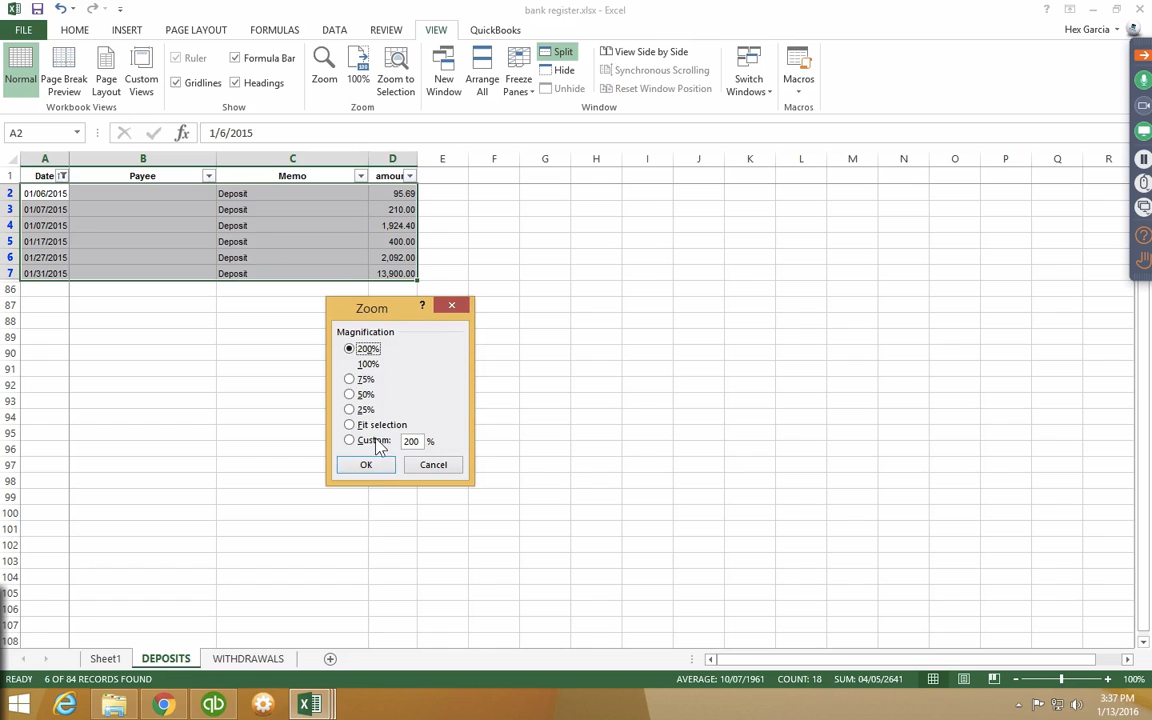 bank register.xlsx - Excel
FILE HOME INSERT PAGE LAYOUT FORMULAS DATA REVIEW VIEW QuickBooks Hex Garcia
Normal Page Break Preview Page Layout Custom Views
Ruler Formula Bar
Gridlines Headings
Zoom 100% Zoom to Selection
New Window Arrange All Freeze Panes
Split
Hide
Unhide
View Side by Side
Synchronous Scrolling
Reset Window Position
Switch Windows Macros
Workbook Views Show Zoom Window Macros
A2 fx 1/6/2015
A B C D E F G H I J K L M N O P Q R
1 Date Payee Memo amour
2 01/06/2015 Deposit 95.69
3 01/07/2015 Deposit 210.00
4 01/07/2015 Deposit 1,924.40
5 01/17/2015 Deposit 400.00
6 01/27/2015 Deposit 2,092.00
7 01/31/2015 Deposit 13,900.00
86
87
88
89
90
91
92
93
94
95
96
97
98
99
100
101
102
103
104
105
106
107
108
Zoom ?
Magnification
200%
100%
75%
50%
25%
Fit selection
Custom: 200 %
OK Cancel
Sheet1 DEPOSITS WITHDRAWALS
READY 6 OF 84 RECORDS FOUND AVERAGE: 10/07/1961 COUNT: 18 SUM: 04/05/2641 100%
qb
3:37 PM
1/13/2016